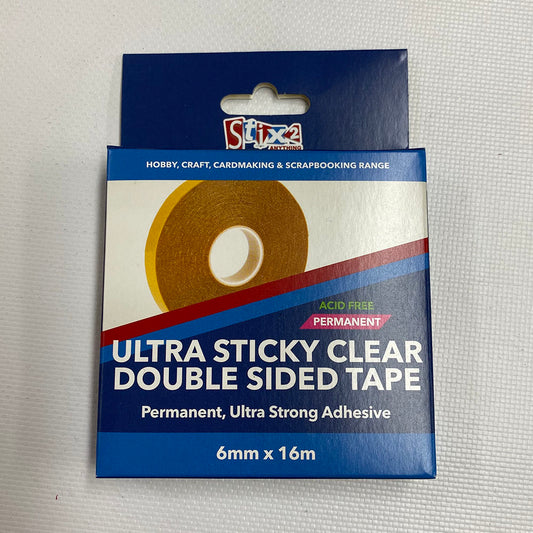 Stix2
ANYTHING
HOBBY, CRAFT, CARDMAKING & SCRAPBOOKING RANGE
ACID FREE
PERMANENT
ULTRA STICKY CLEAR
DOUBLE SIDED TAPE
Permanent, Ultra Strong Adhesive
6mm x 16m